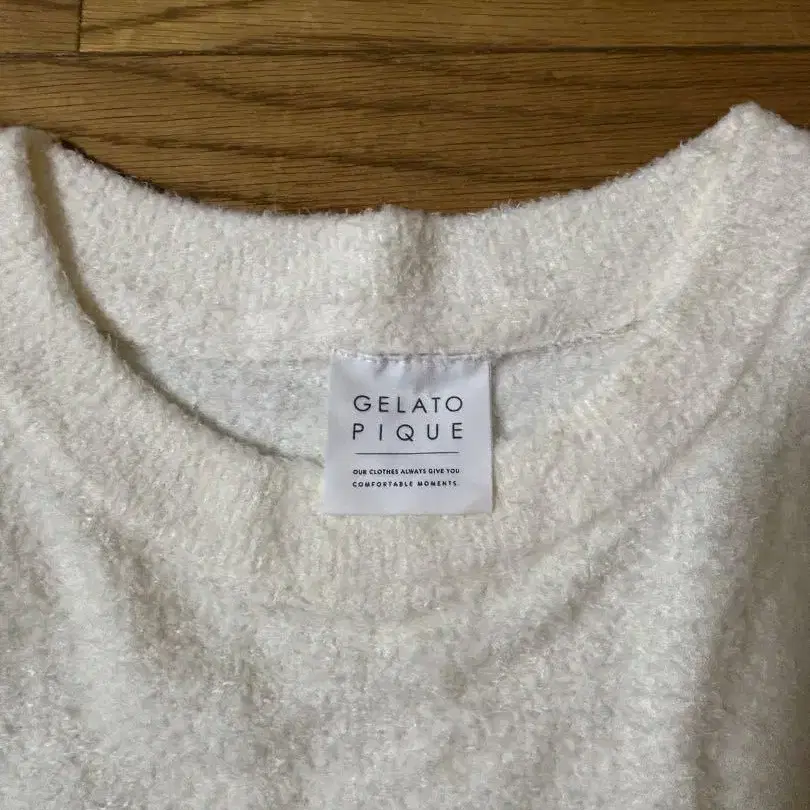 GELATO
PIQUE
OUR CLOTHES ALWAYS GIVE YOU
COMFORTABLE MOMENTS.